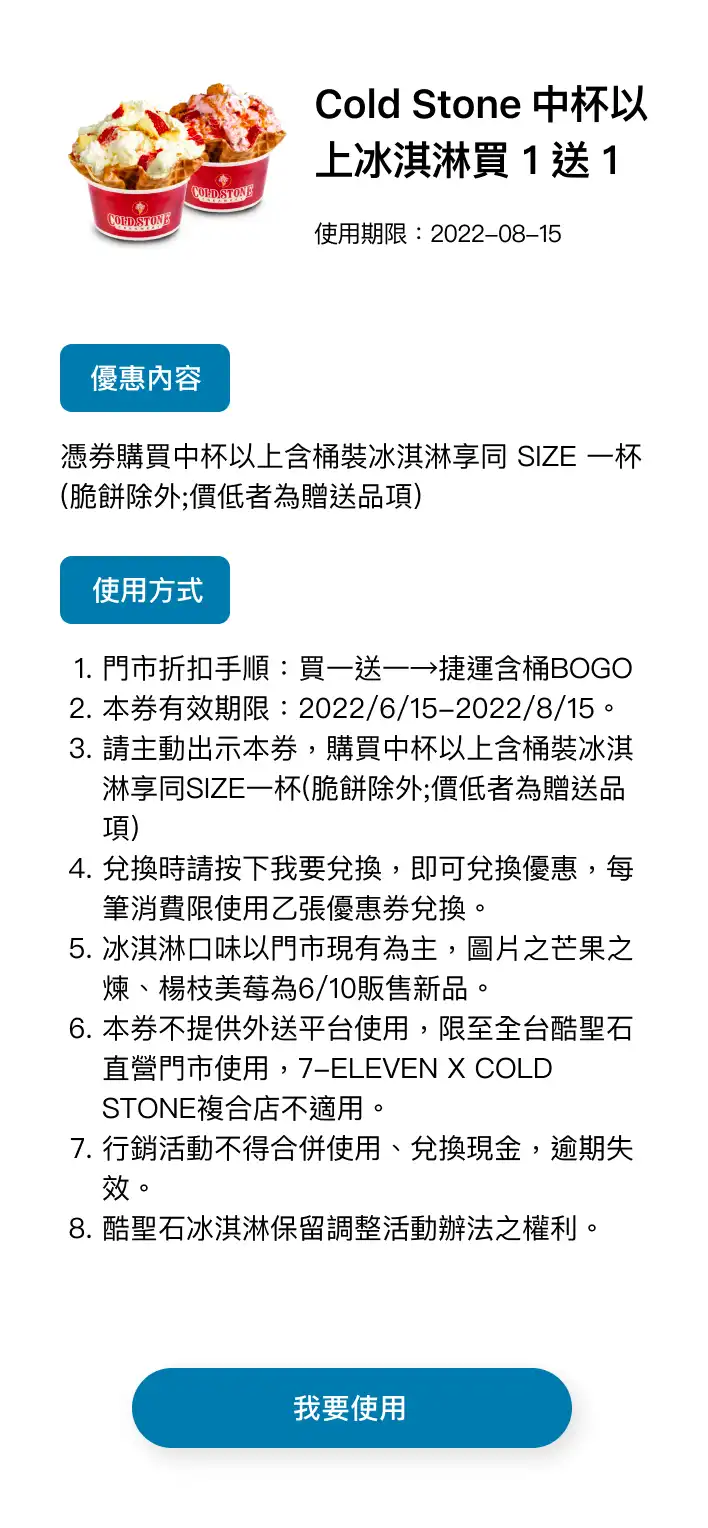 Cold Stone 中杯以
上冰淇淋買 1 送 1
使用期限：2022-08-15
COLD STONE
COLD STONE
優惠內容
憑券購買中杯以上含桶裝冰淇淋享同 SIZE 一杯
(脆餅除外;價低者為贈送品項)
使用方式
1. 門市折扣手順：買一送一→捷運含桶BOGO
2. 本券有效期限：2022/6/15-2022/8/15。
3. 請主動出示本券，購買中杯以上含桶裝冰淇
淋享同SIZE一杯(脆餅除外;價低者為贈送品
項)
4. 兌換時請按下我要兌換，即可兌換優惠，每
筆消費限使用乙張優惠券兌換。
5. 冰淇淋口味以門市現有為主，圖片之芒果之
煉、楊枝美莓為6/10販售新品。
6. 本券不提供外送平台使用，限至全台酷聖石
直營門市使用，7-ELEVEN X COLD
STONE複合店不適用。
7. 行銷活動不得合併使用、兌換現金，逾期失
效。
8. 酷聖石冰淇淋保留調整活動辦法之權利。
我要使用